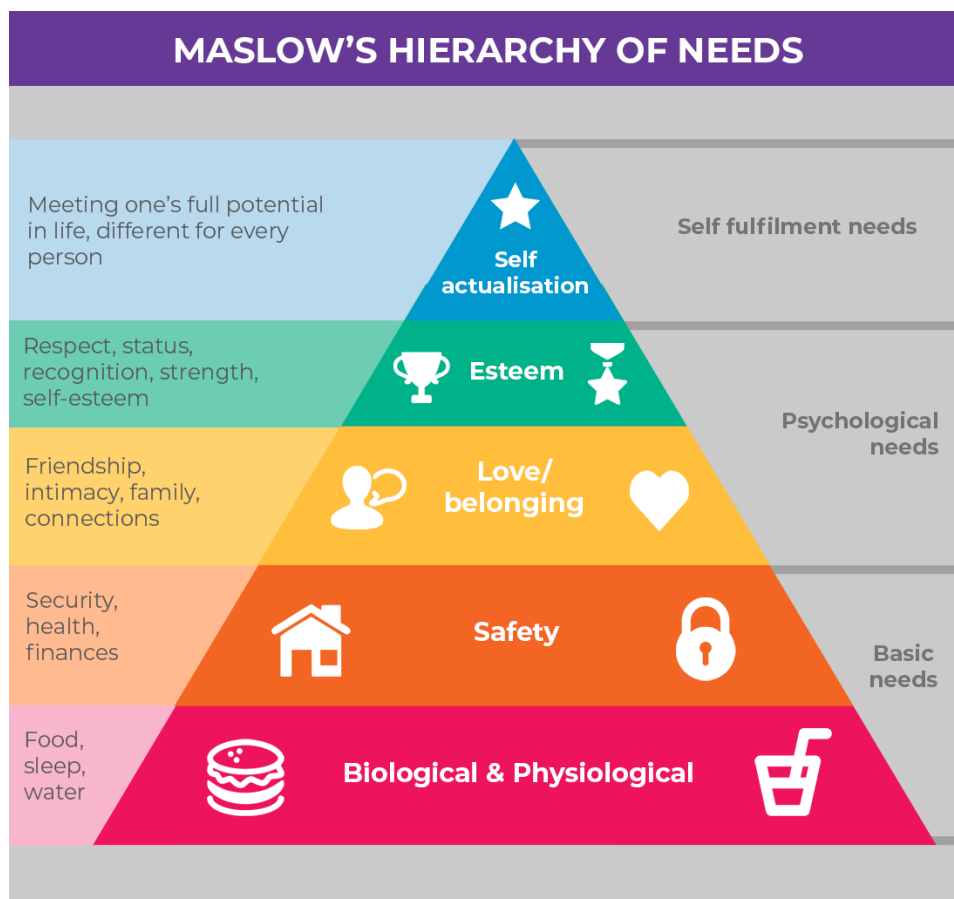 MASLOW’S HIERARCHY OF NEEDS
Meeting one’s full potential
in life, different for every
person
Self
actualisation
Self fulfilment needs
Respect, status,
recognition, strength,
self-esteem
Esteem
Psychological
needs
Friendship,
intimacy, family,
connections
Love/
belonging
Security,
health,
finances
Safety
Basic
needs
Food,
sleep,
water
Biological & Physiological